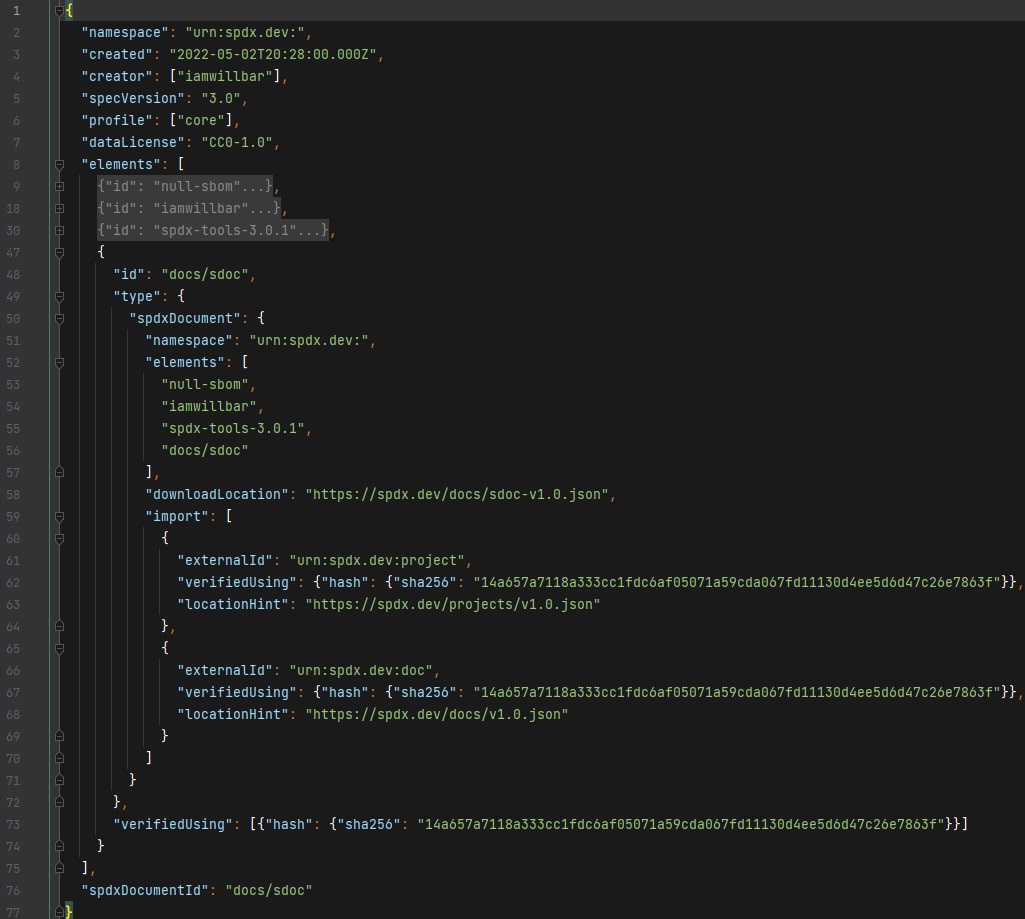 1 {
2 "namespace": "urn:spdx.dev:",
3 "created": "2022-05-02T20:28:00.000Z",
4 "creator": ["iamwillbar"],
5 "specVersion": "3.0",
6 "profile": ["core"],
7 "dataLicense": "CC0-1.0",
8 "elements": [
9 {"id": "null-sbom"...},
18 {"id": "iamwillbar"...},
30 {"id": "spdx-tools-3.0.1"...},
47 {
48 "id": "docs/sdoc",
49 "type": {
50 "spdxDocument": {
51 "namespace": "urn:spdx.dev:",
52 "elements": [
53 "null-sbom",
54 "iamwillbar",
55 "spdx-tools-3.0.1",
56 "docs/sdoc"
57 ],
58 "downloadLocation": "https://spdx.dev/docs/sdoc-v1.0.json",
59 "import": [
60 {
61 "externalId": "urn:spdx.dev:project",
62 "verifiedUsing": {"hash": {"sha256": "14a657a7118a333cc1fdc6af05071a59cda067fd11130d4ee5d6d47c26e7863f"}},
63 "locationHint": "https://spdx.dev/projects/v1.0.json"
64 },
65 {
66 "externalId": "urn:spdx.dev:doc",
67 "verifiedUsing": {"hash": {"sha256": "14a657a7118a333cc1fdc6af05071a59cda067fd11130d4ee5d6d47c26e7863f"}},
68 "locationHint": "https://spdx.dev/docs/v1.0.json"
69 }
70 ]
71 }
72 },
73 "verifiedUsing": [{"hash": {"sha256": "14a657a7118a333cc1fdc6af05071a59cda067fd11130d4ee5d6d47c26e7863f"}}]
74 }
75 ],
76 "spdxDocumentId": "docs/sdoc"
77 }